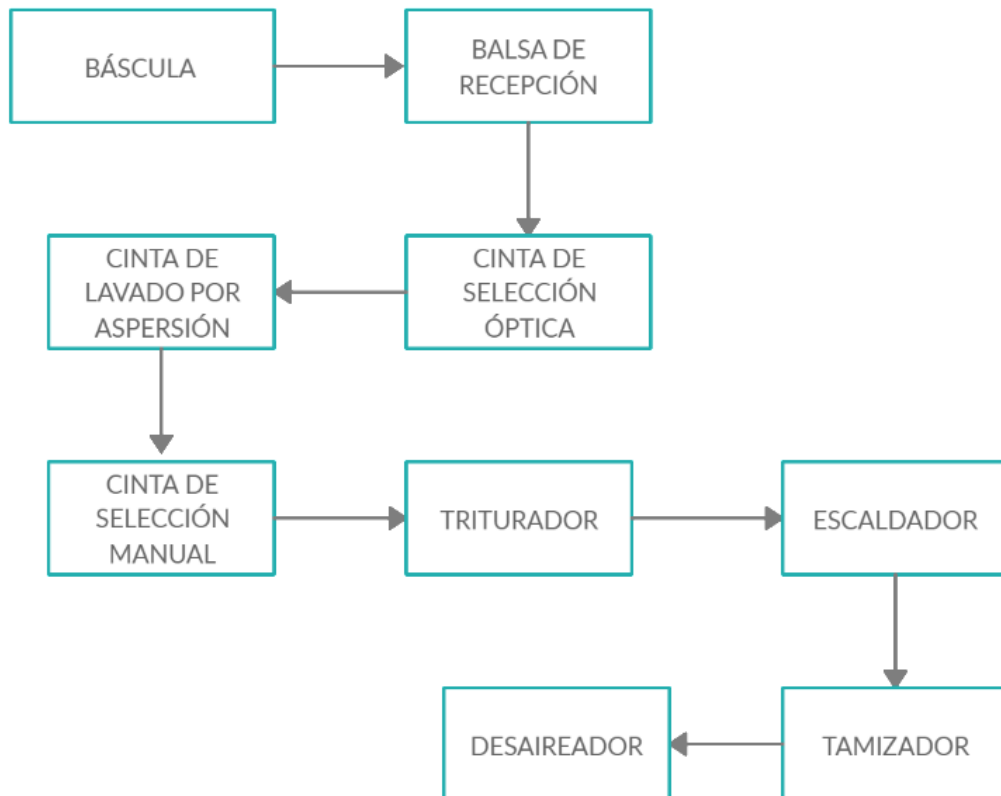 BÁSCULA
BALSA DE
RECEPCIÓN
CINTA DE
SELECCIÓN
ÓPTICA
CINTA DE
LAVADO POR
ASPERSIÓN
CINTA DE
SELECCIÓN
MANUAL
TRITURADOR
ESCALDADOR
TAMIZADOR
DESAIREADOR